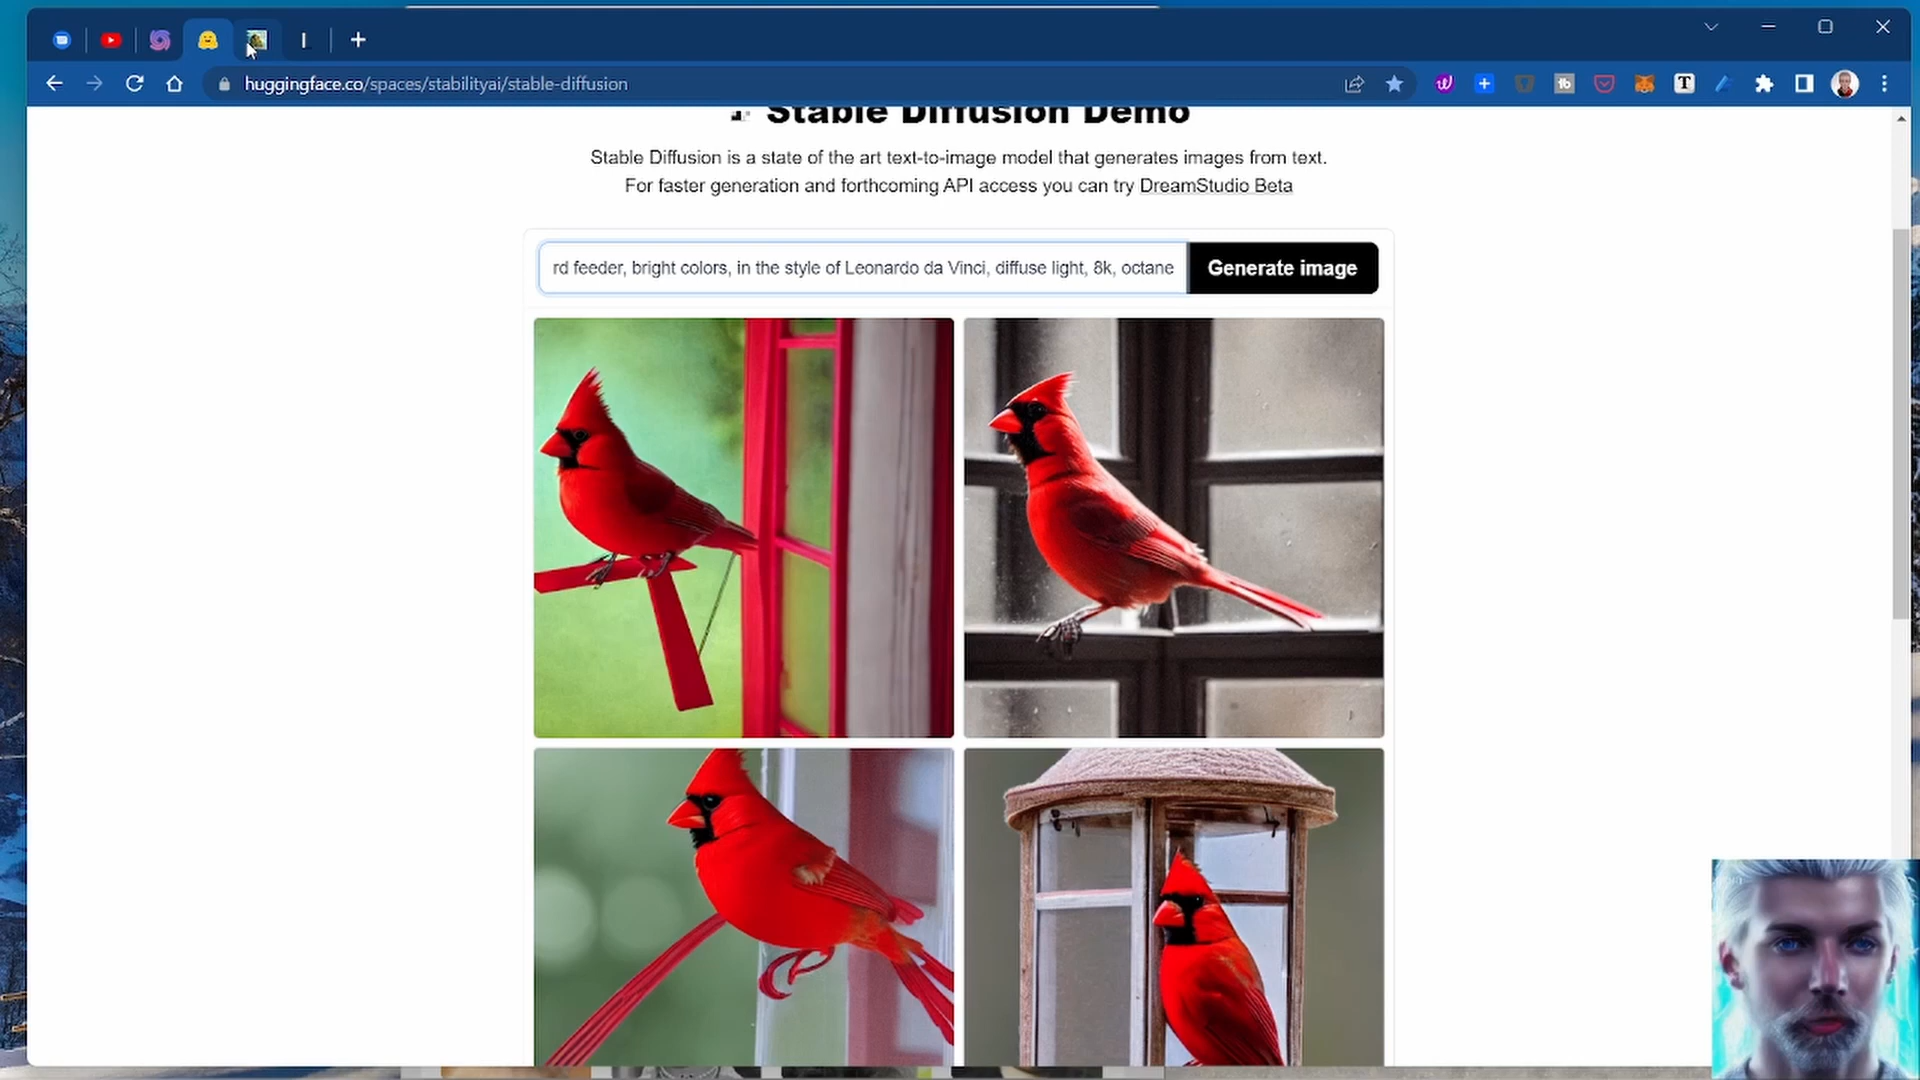 huggingface.co/spaces/stabilityai/stable-diffusion
Stable Diffusion Demo
Stable Diffusion is a state of the art text-to-image model that generates images from text.
For faster generation and forthcoming API access you can try DreamStudio Beta
rd feeder, bright colors, in the style of Leonardo da Vinci, diffuse light, 8k, octane
Generate image